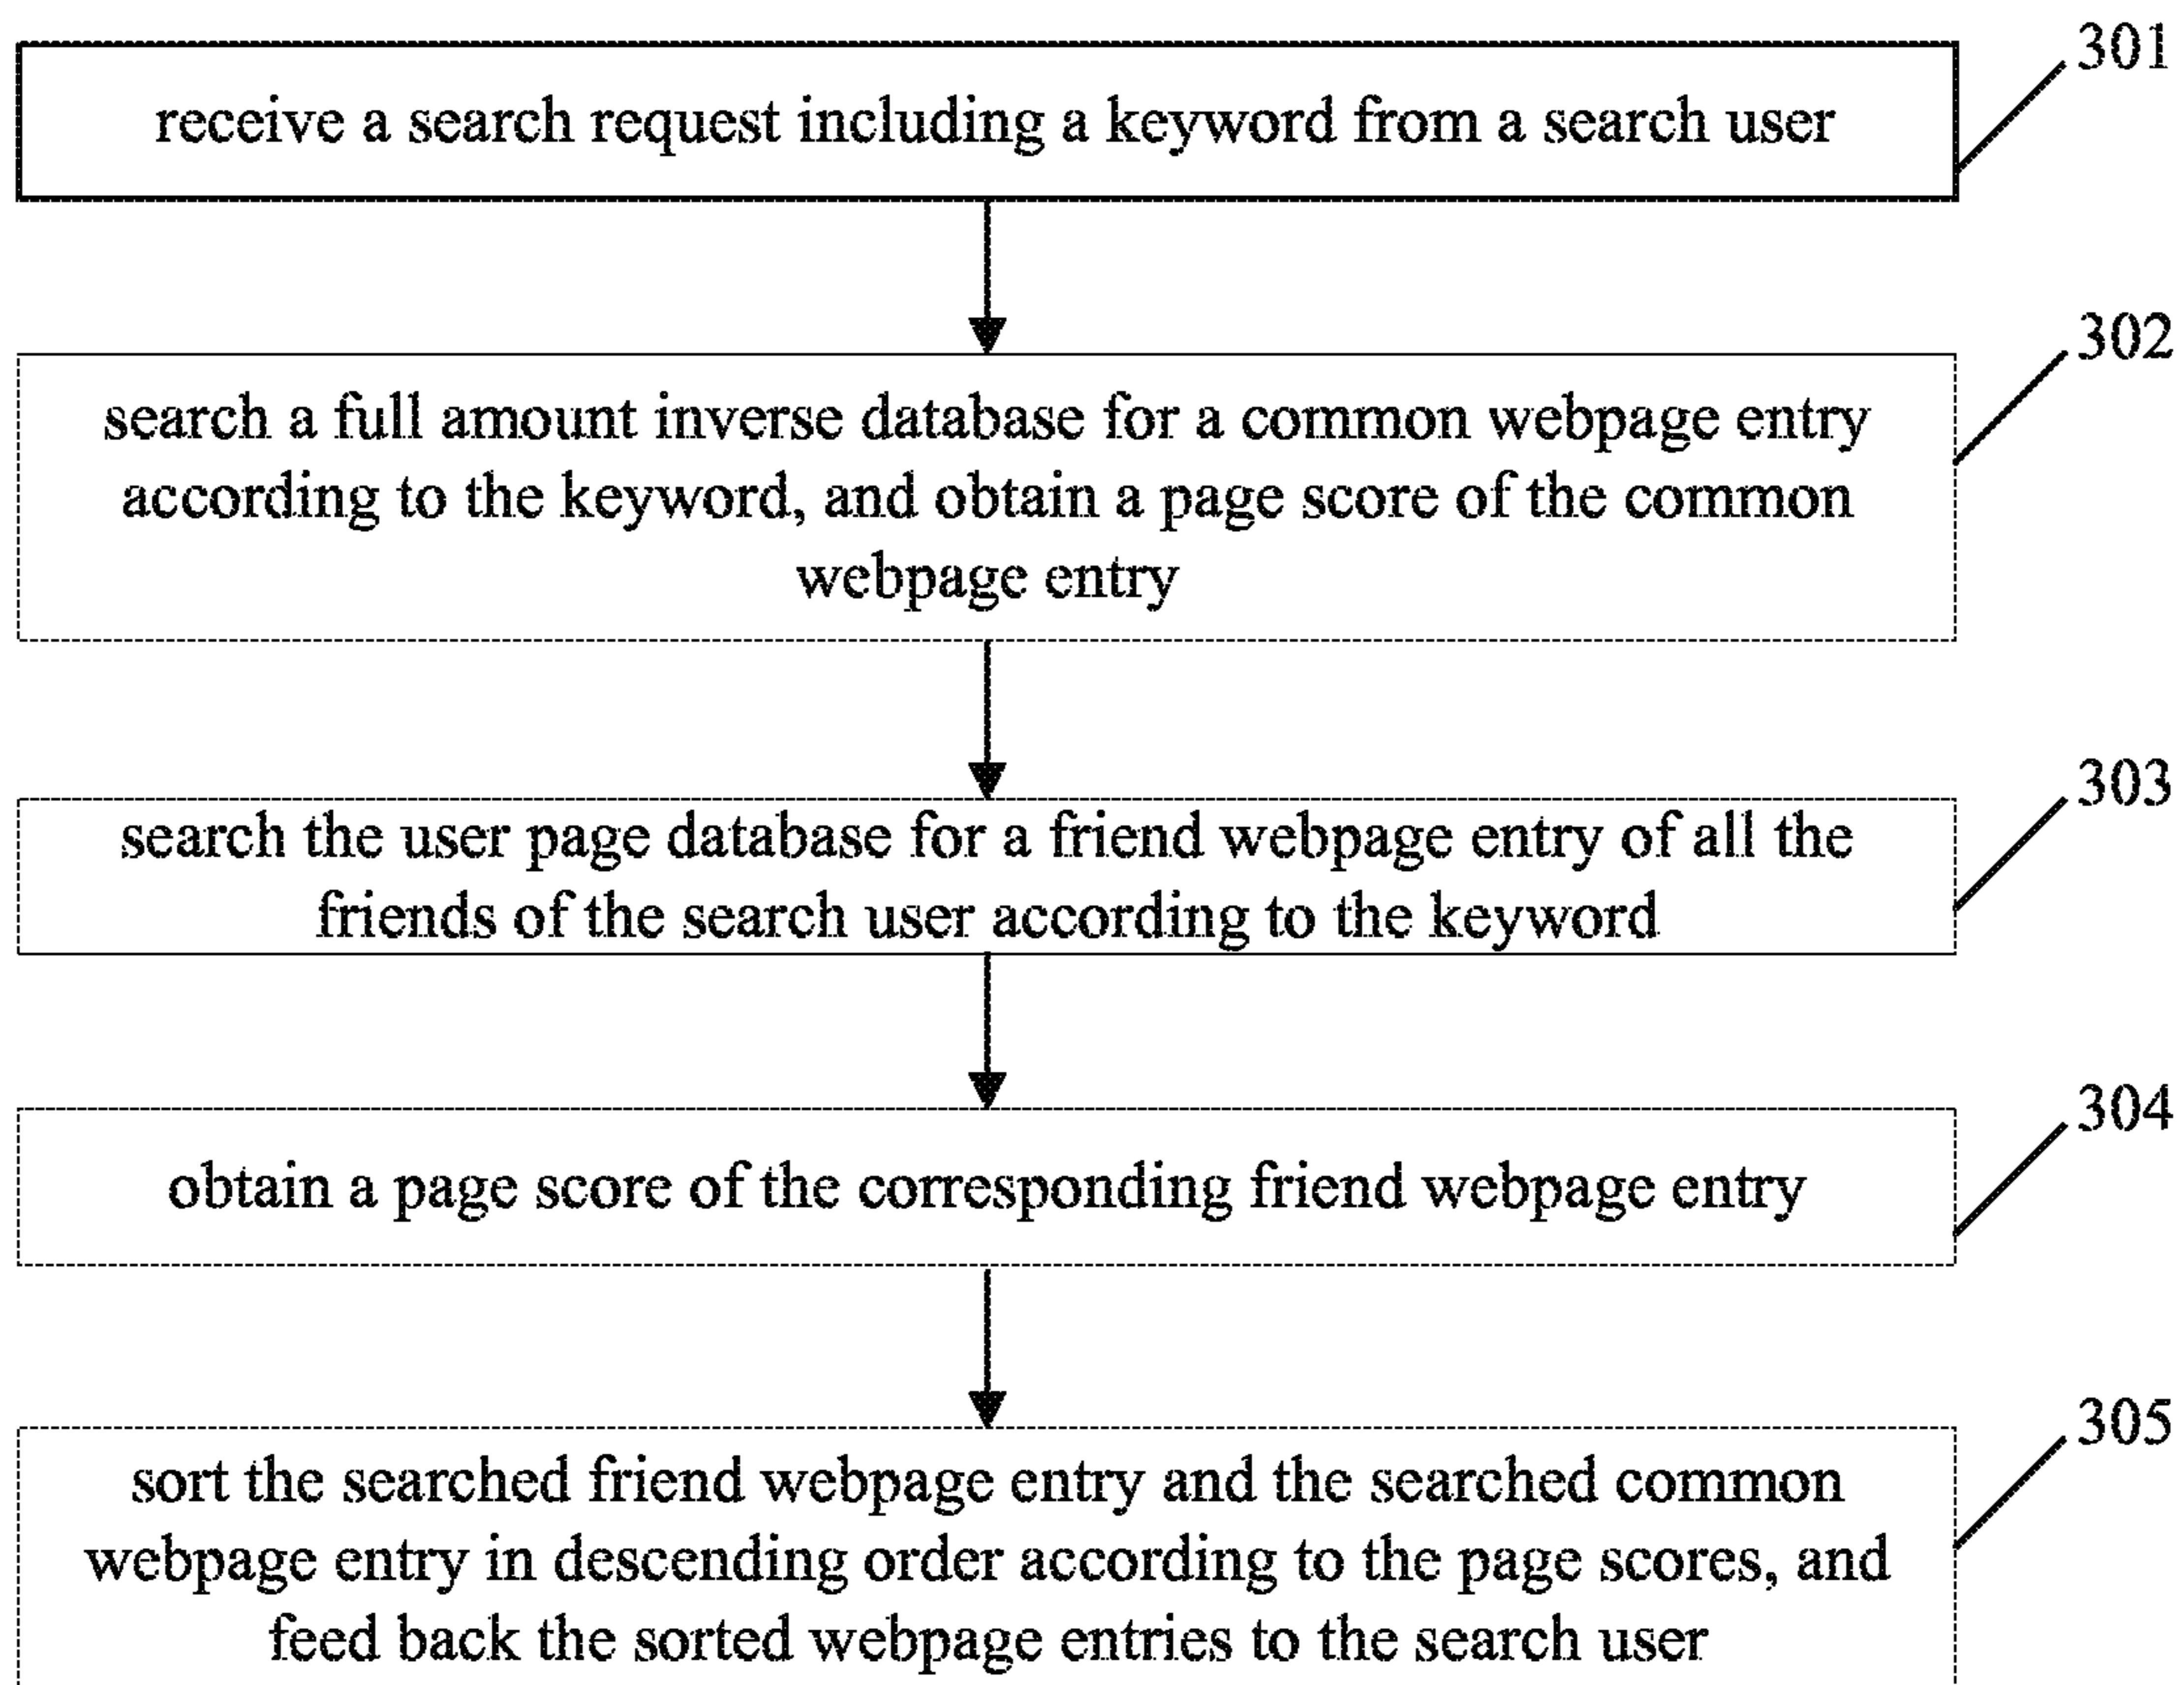 301
receive a search request including a keyword from a search user
302
search a full amount inverse database for a common webpage entry
according to the keyword, and obtain a page score of the common
webpage entry
303
search the user page database for a friend webpage entry of all the
friends of the search user according to the keyword
304
obtain a page score of the corresponding friend webpage entry
305
sort the searched friend webpage entry and the searched common
webpage entry in descending order according to the page scores, and
feed back the sorted webpage entries to the search user